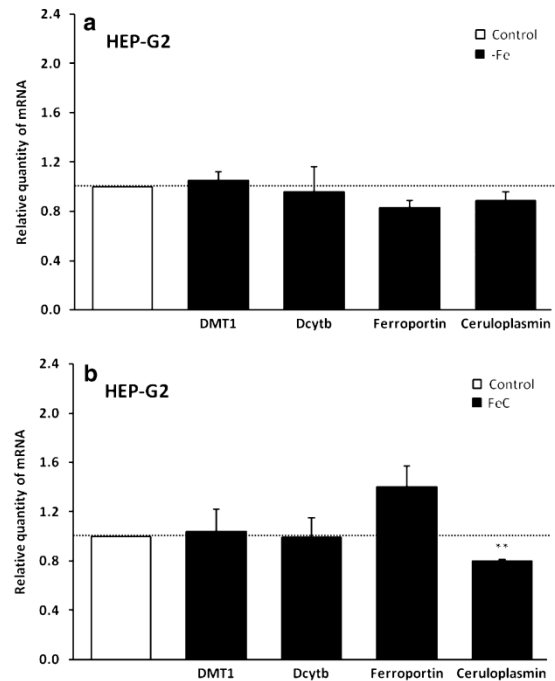 a
HEP-G2
Control
-Fe
Relative quantity of mRNA
2.4
2.0
1.6
1.2
0.8
0.4
0.0
DMT1 Dcytb Ferroportin Ceruloplasmin
b
HEP-G2
Control
FeC
Relative quantity of mRNA
2.4
2.0
1.6
1.2
0.8
0.4
0.0
**
DMT1 Dcytb Ferroportin Ceruloplasmin